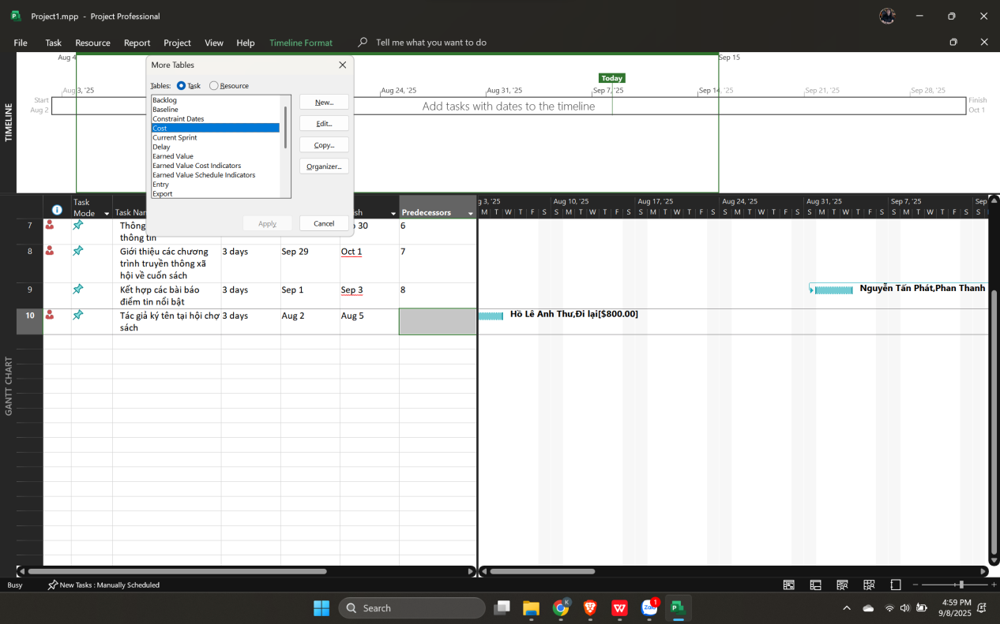 Project1.mpp - Project Professional
File Task Resource Report Project View Help Timeline Format Tell me what you want to do
TIMELINE
Aug 4
Sep 15
Today
Aug 3, '25
Aug 24, '25
Aug 31, '25
Sep 7, '25
Sep 14, '25
Sep 21, '25
Sep 28, '25
Start
Aug 2
Add tasks with dates to the timeline
Finish
Oct 1
More Tables
Tables: Task Resource
Backlog
Baseline
Constraint Dates
Cost
Current Sprint
Delay
Earned Value
Earned Value Cost Indicators
Earned Value Schedule Indicators
Entry
Export
New...
Edit...
Copy...
Organizer...
Apply
Cancel
GANTT CHART
Task Mode
Predecessors
g 3, '25 Aug 10, '25 Aug 17, '25 Aug 24, '25 Aug 31, '25 Sep 7, '25 Sep
M T W T F S S M T W T F S S M T W T F S S M T W T F S S M T W T F S S M T W T F S S
7 Thông 30 6
thông tin
8 Giới thiệu các chương 3 days Sep 29 Oct 1 7
trình truyền thông xã
hội về cuốn sách
9 Kết hợp các bài báo 3 days Sep 1 Sep 3 8
điểm tin nổi bật
Nguyễn Tấn Phát,Phan Thanh
10 Tác giả ký tên tại hội chợ 3 days Aug 2 Aug 5
sách
Hồ Lê Anh Thư,Đi lại[$800.00]
Busy New Tasks : Manually Scheduled
Search
K
Zalo
1
4:59 PM
9/8/2025